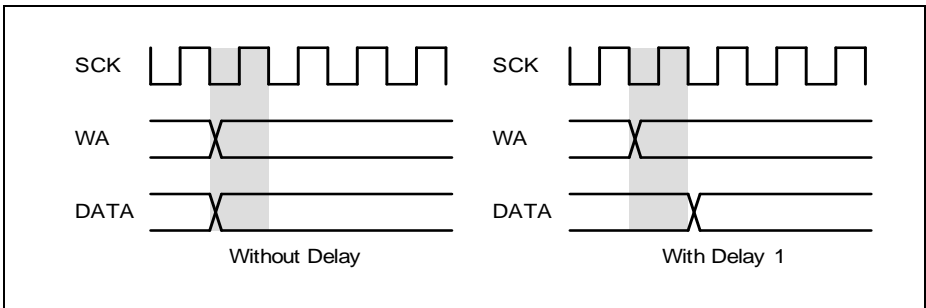 SCK
WA
DATA
Without Delay
SCK
WA
DATA
With Delay 1